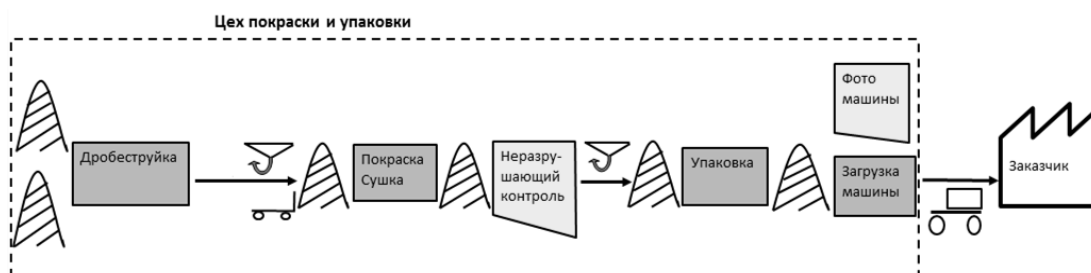 Цех покраски и упаковки
Фото
машины
Дробеструйка
Покраска
Сушка
Неразру-
шающий
контроль
Упаковка
Загрузка
машины
Заказчик